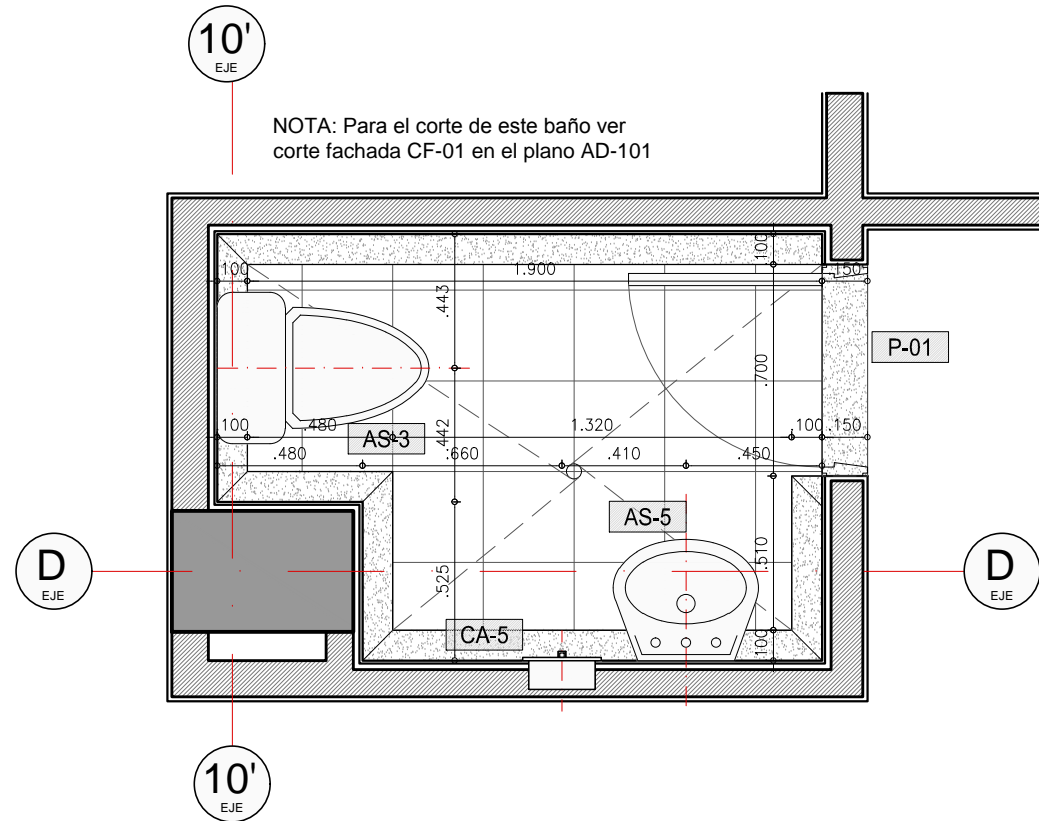 10'
EJE
NOTA: Para el corte de este baño ver
corte fachada CF-01 en el plano AD-101
.100
.100
1.900
.150
.443
P-01
.700
.100
.480
1.320
.100
.150
AS-3
.442
.480
.660
.410
.450
AS-5
D
EJE
.525
.510
D
EJE
CA-5
.100
10'
EJE